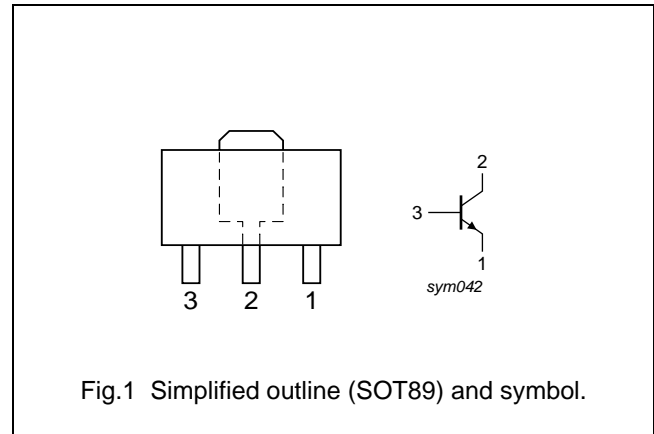 2
3
1
sym042
3 2 1
Fig.1 Simplified outline (SOT89) and symbol.